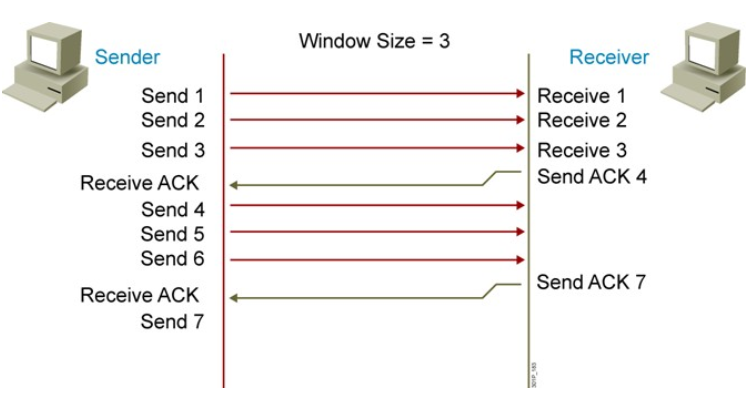 Window Size = 3
Sender
Receiver
Send 1
Receive 1
Send 2
Receive 2
Send 3
Receive 3
Receive ACK
Send ACK 4
Send 4
Send 5
Send 6
Send ACK 7
Receive ACK
Send 7